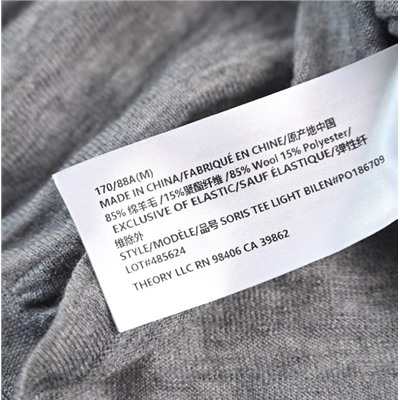 170/88A(M)
MADE IN CHINA/FABRIQUÉ EN CHINE/原产地中国
85% 绵羊毛 /15%聚酯纤维 /85% Wool 15% Polyester/
EXCLUSIVE OF ELASTIC/SAUF ÉLASTIQUE/弹性纤
维除外
STYLE/MODÈLE/品号 SORIS TEE LIGHT BILEN#PO186709
LOT#485624
THEORY LLC RN 98406 CA 39862